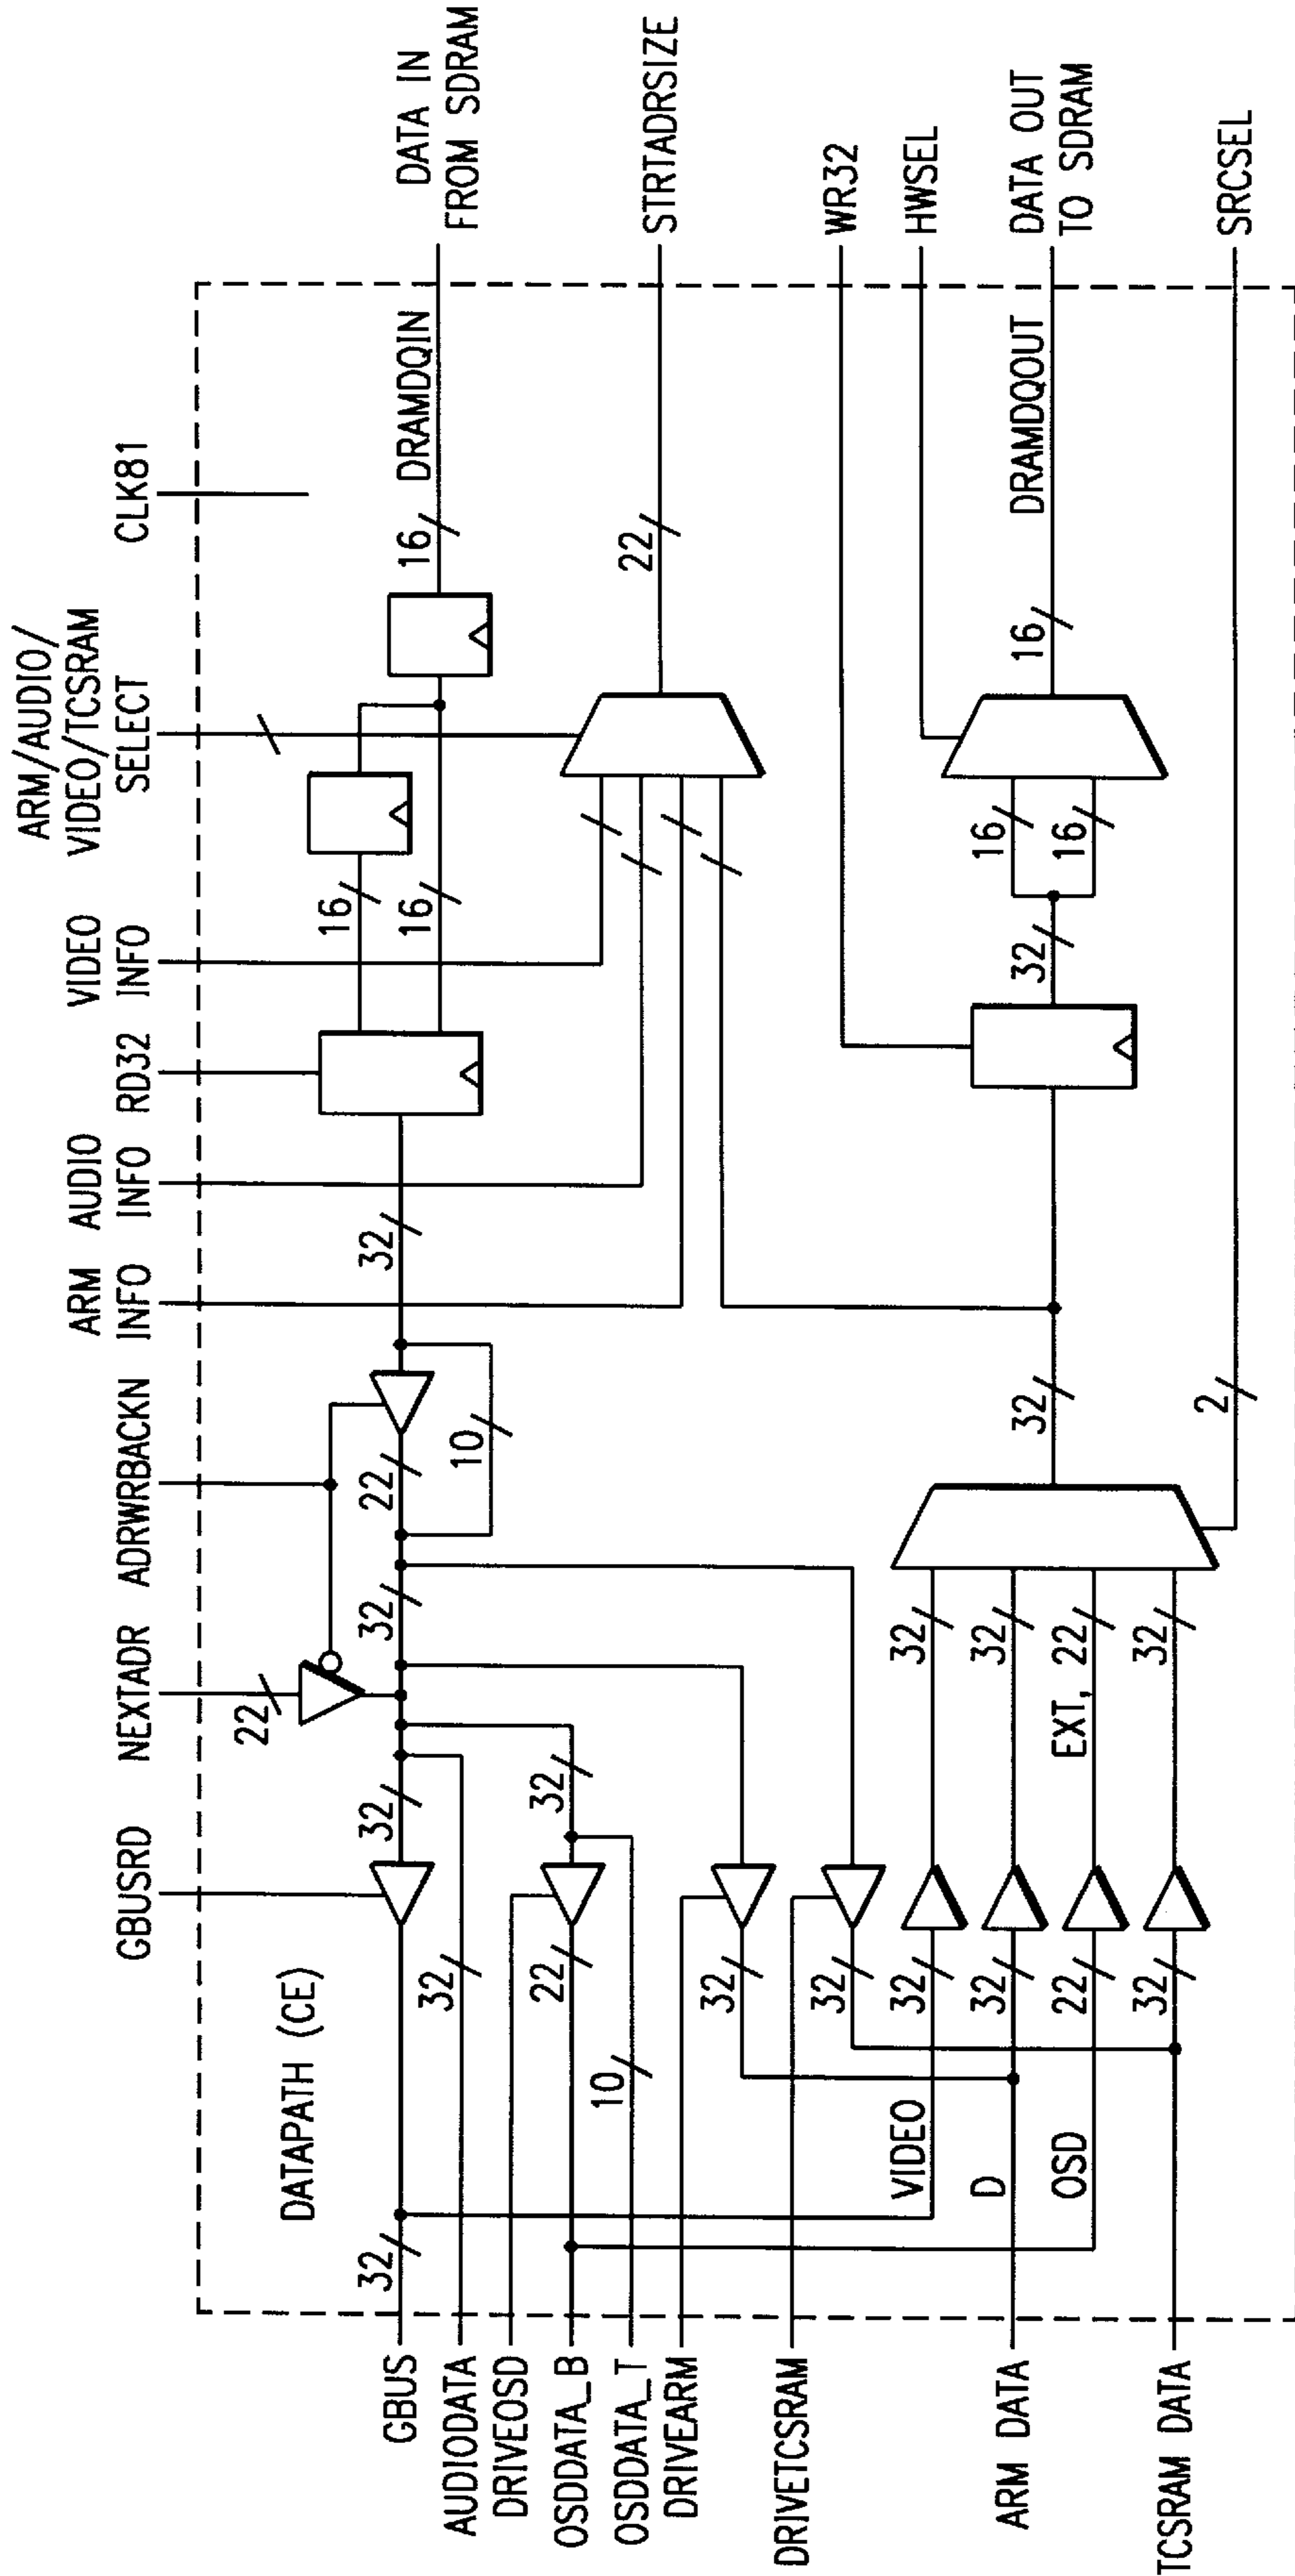 GBUSRD
NEXTADR
ADRWRBACKN
ARM
INFO
AUDIO
INFO
RD32
VIDEO
INFO
ARM/AUDIO/
VIDEO/TCSRAM
SELECT
CLK81
DATAPATH (CE)
GBUS
32
32
22
32
22
10
32
16
16
16
DRAMDQIN
DATA IN
FROM SDRAM
AUDIODATA
32
DRIVEOSD
OSDDATA_B
22
32
OSDDATA_T
10
22
STRTADRSIZE
DRIVEARM
32
DRIVETCSRAM
32
WR32
VIDEO
32
32
HWSEL
ARM DATA
D
32
32
32
32
16
16
16
DRAMDQOUT
DATA OUT
TO SDRAM
OSD
22
EXT, 22
TCSRAM DATA
32
32
2
SRCSEL